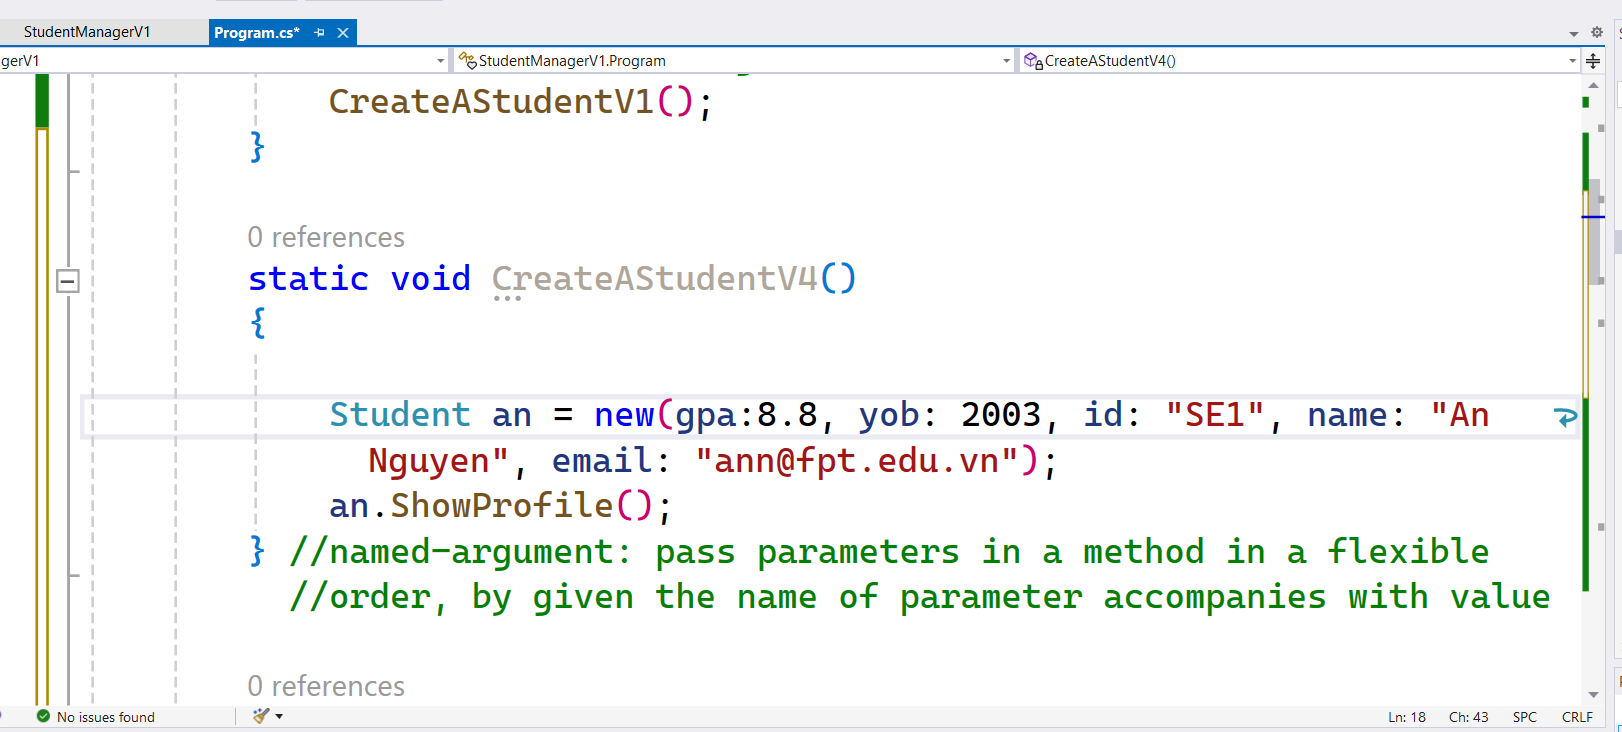 StudentManagerV1
Program.cs*
gerV1
StudentManagerV1.Program
CreateAStudentV4()
CreateAStudentV1();
}
0 references
static void CreateAStudentV4()
{
Student an = new(gpa:8.8, yob: 2003, id: "SE1", name: "An
Nguyen", email: "ann@fpt.edu.vn");
an.ShowProfile();
} //named-argument: pass parameters in a method in a flexible
//order, by given the name of parameter accompanies with value
0 references
No issues found
Ln: 18
Ch: 43
SPC
CRLF